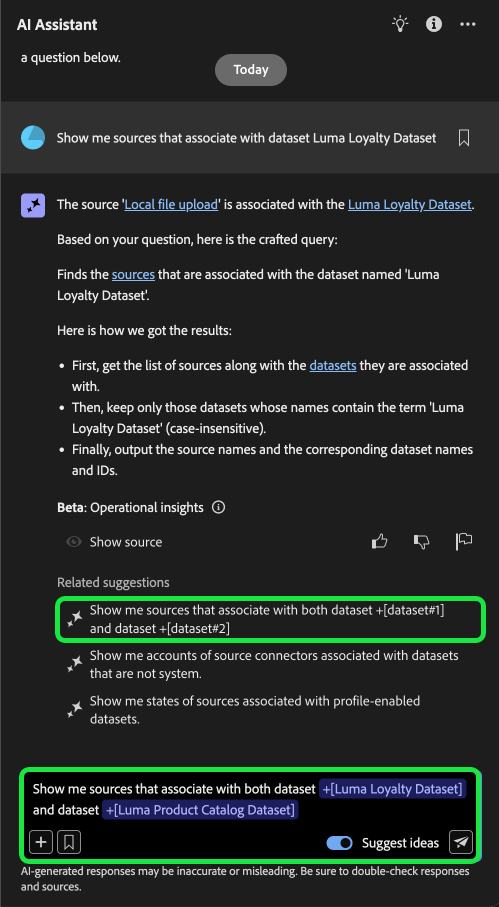 AI Assistant
a question below.
Today
Show me sources that associate with dataset Luma Loyalty Dataset
The source 'Local file upload' is associated with the Luma Loyalty Dataset.
Based on your question, here is the crafted query:
Finds the sources that are associated with the dataset named 'Luma
Loyalty Dataset'.
Here is how we got the results:
• First, get the list of sources along with the datasets they are associated
with.
• Then, keep only those datasets whose names contain the term 'Luma
Loyalty Dataset' (case-insensitive).
• Finally, output the source names and the corresponding dataset names
and IDs.
Beta: Operational insights
Show source
Related suggestions
Show me sources that associate with both dataset +[dataset#1]
and dataset +[dataset#2]
Show me accounts of source connectors associated with datasets
that are not system.
Show me states of sources associated with profile-enabled
datasets.
Show me sources that associate with both dataset +[Luma Loyalty Dataset]
and dataset +[Luma Product Catalog Dataset]
Suggest ideas
AI-generated responses may be inaccurate or misleading. Be sure to double-check responses
and sources.